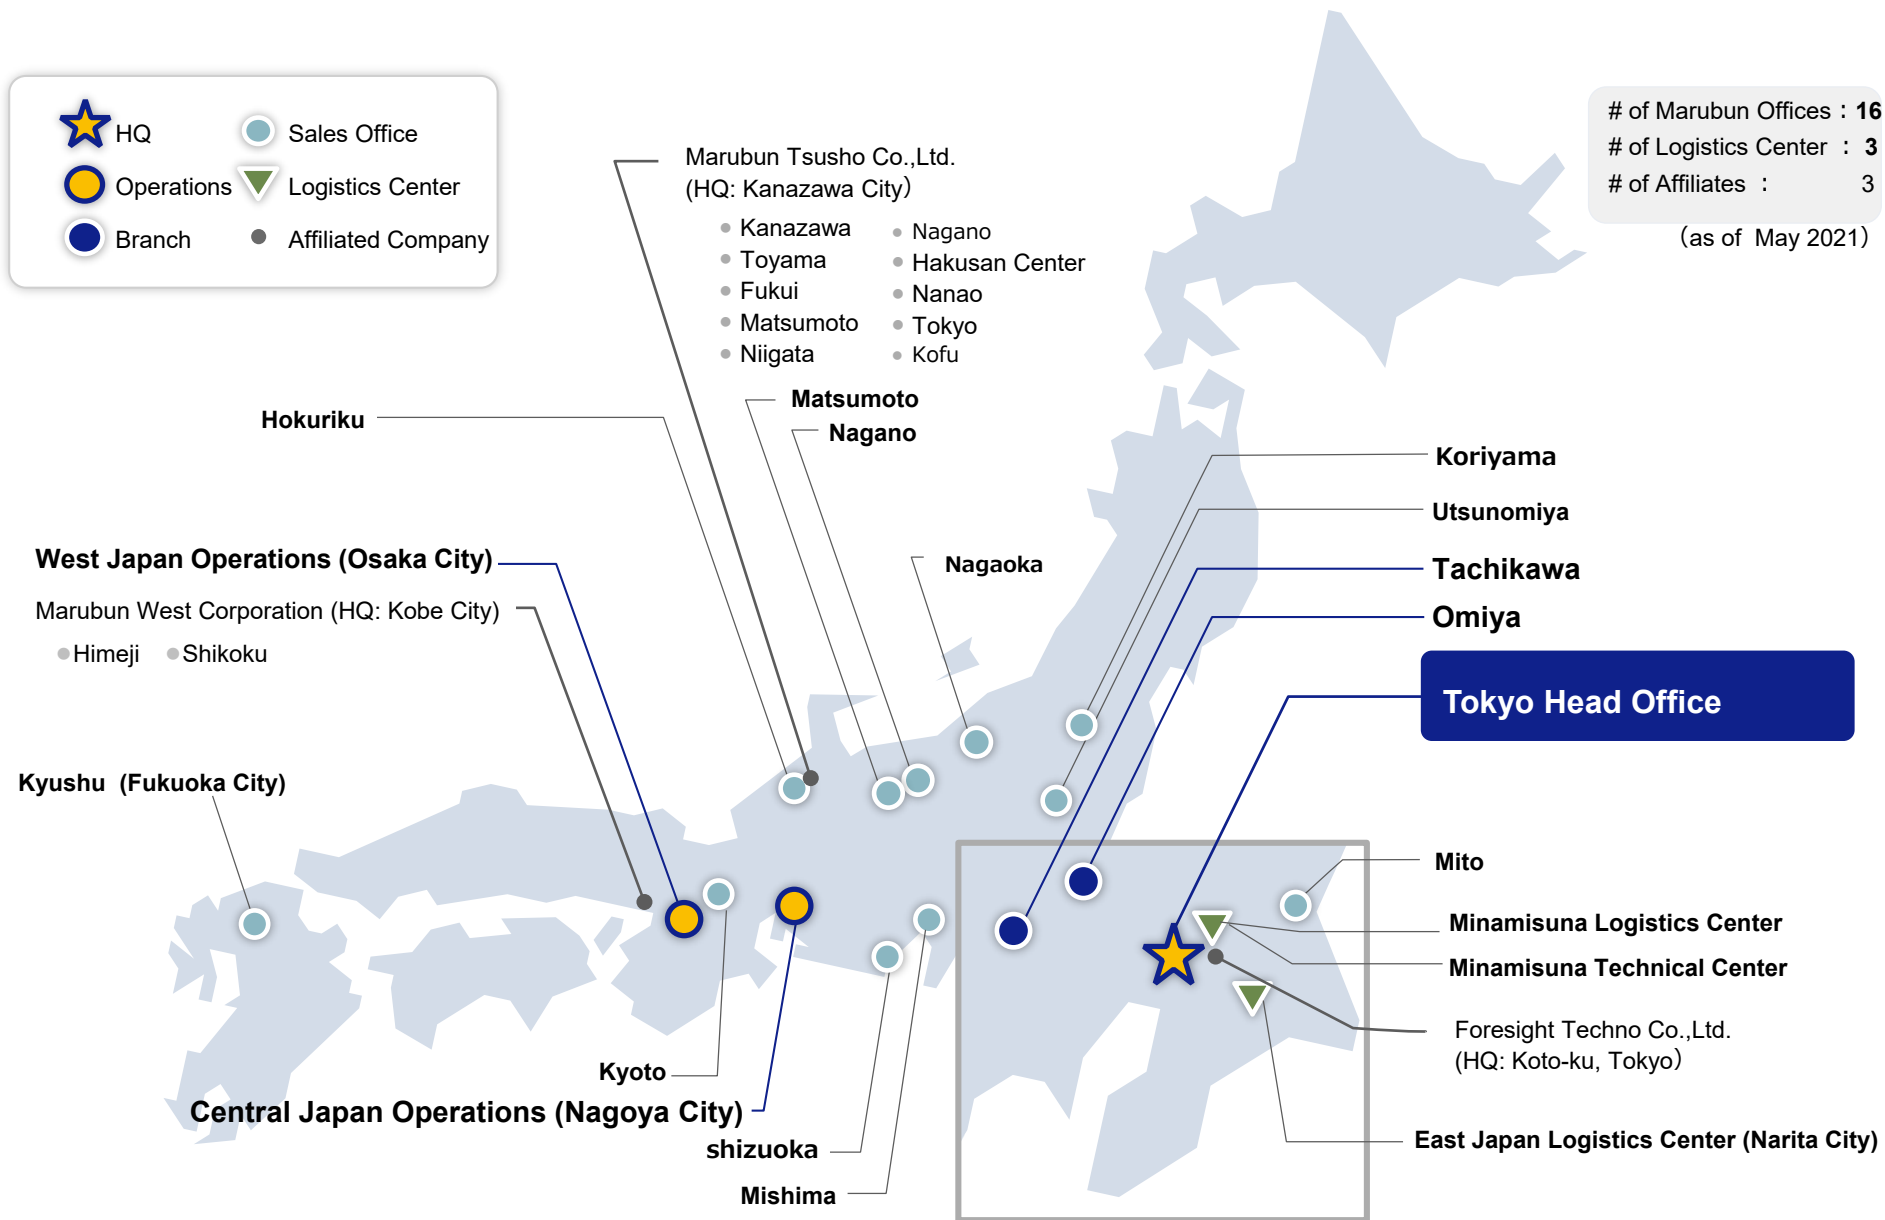 HQ
Sales Office
Operations
Logistics Center
Branch
Affiliated Company
# of Marubun Offices：16
# of Logistics Center ： 3
# of Affiliates ： 3
（as of May 2021）
Marubun Tsusho Co.,Ltd.
(HQ: Kanazawa City）
Kanazawa
Toyama
Fukui
Matsumoto
Niigata
Nagano
Hakusan Center
Nanao
Tokyo
Kofu
Matsumoto
Nagano
Hokuriku
Koriyama
Utsunomiya
Nagaoka
Tachikawa
Omiya
West Japan Operations (Osaka City)
Marubun West Corporation (HQ: Kobe City)
Himeji Shikoku
Tokyo Head Office
Kyushu (Fukuoka City)
Mito
Minamisuna Logistics Center
Minamisuna Technical Center
Foresight Techno Co.,Ltd.
(HQ: Koto-ku, Tokyo）
Kyoto
Central Japan Operations (Nagoya City)
shizuoka
Mishima
East Japan Logistics Center (Narita City)